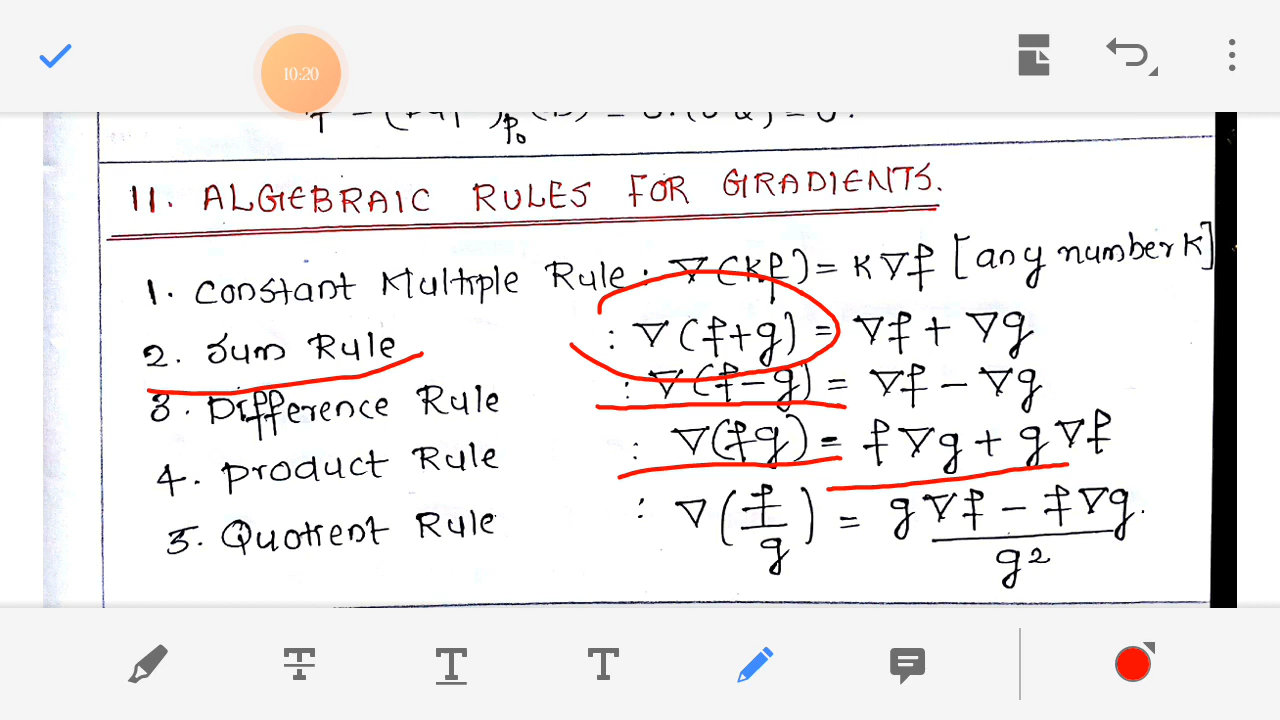 10:20
11. ALGEBRAIC RULES FOR GRADIENTS.
1. Constant Multiple Rule : ∇(Kf) = K∇f [any number K]
2. Sum Rule : ∇(f+g) = ∇f + ∇g
3. Difference Rule : ∇(f-g) = ∇f - ∇g
4. product Rule : ∇(fg) = f∇g + g∇f
5. Quotient Rule : ∇(f/g) = g∇f - f∇g / g²
T T T